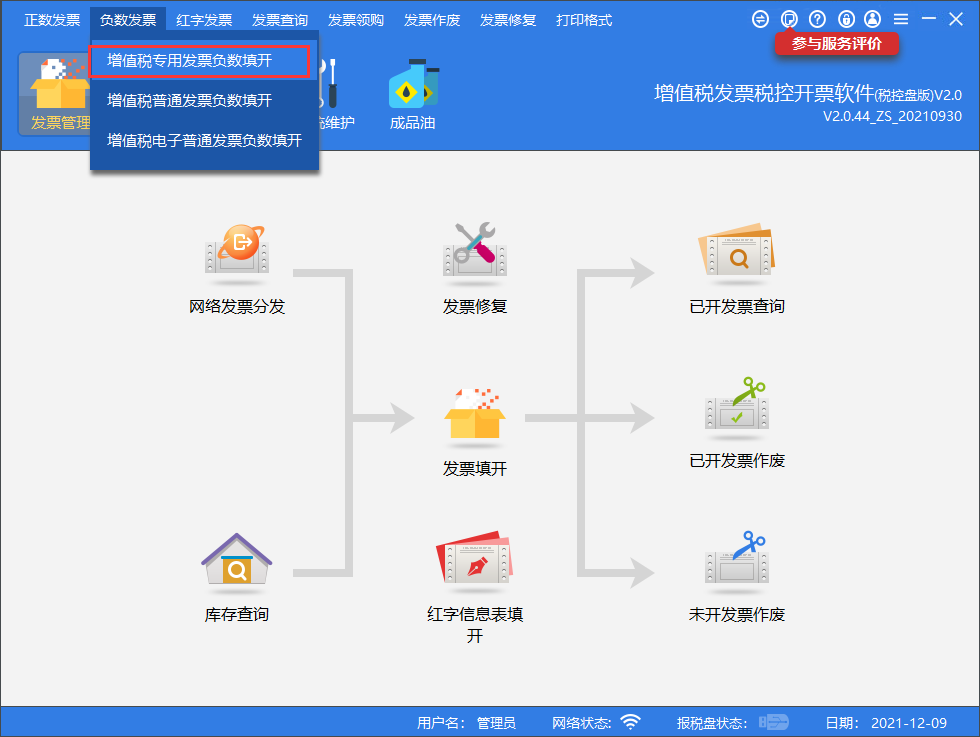 正数发票 负数发票 红字发票 发票查询 发票领购 发票作废 发票修复 打印格式
参与服务评价
增值税专用发票负数填开
增值税普通发票负数填开
增值税电子普通发票负数填开
发票管理
统维护
成品油
增值税发票税控开票软件(税控盘版)V2.0
V2.0.44_ZS_20210930
网络发票分发
发票修复
已开发票查询
发票填开
已开发票作废
库存查询
红字信息表填
开
未开发票作废
用户名： 管理员 网络状态: 报税盘状态: 日期： 2021-12-09